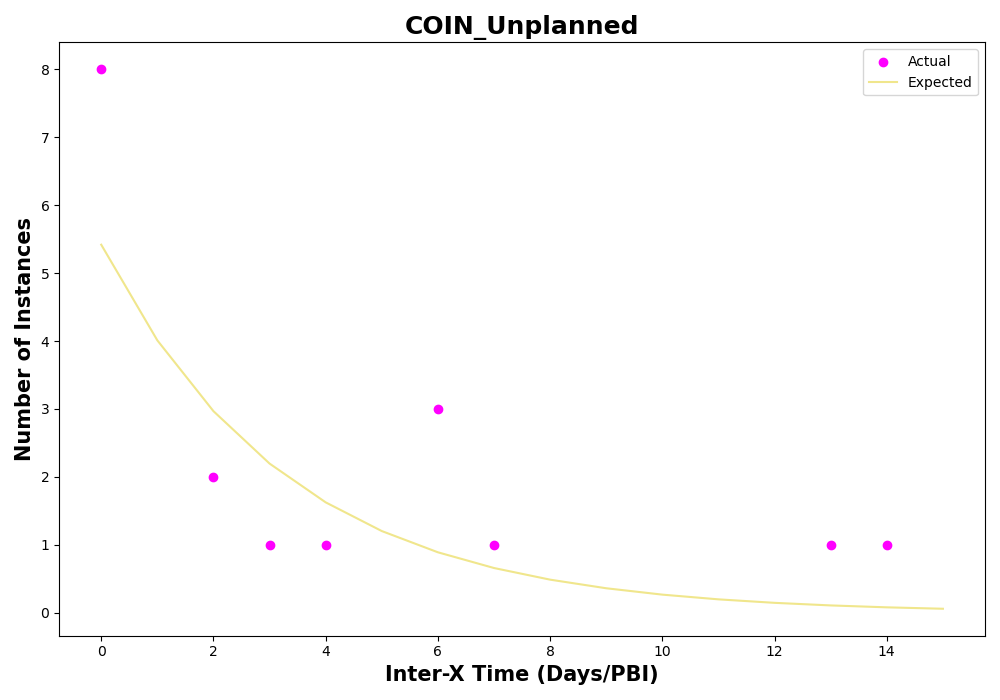 COIN_Unplanned
Actual
Expected
Number of Instances
8
7
6
5
4
3
2
1
0
0 2 4 6 8 10 12 14
Inter-X Time (Days/PBI)